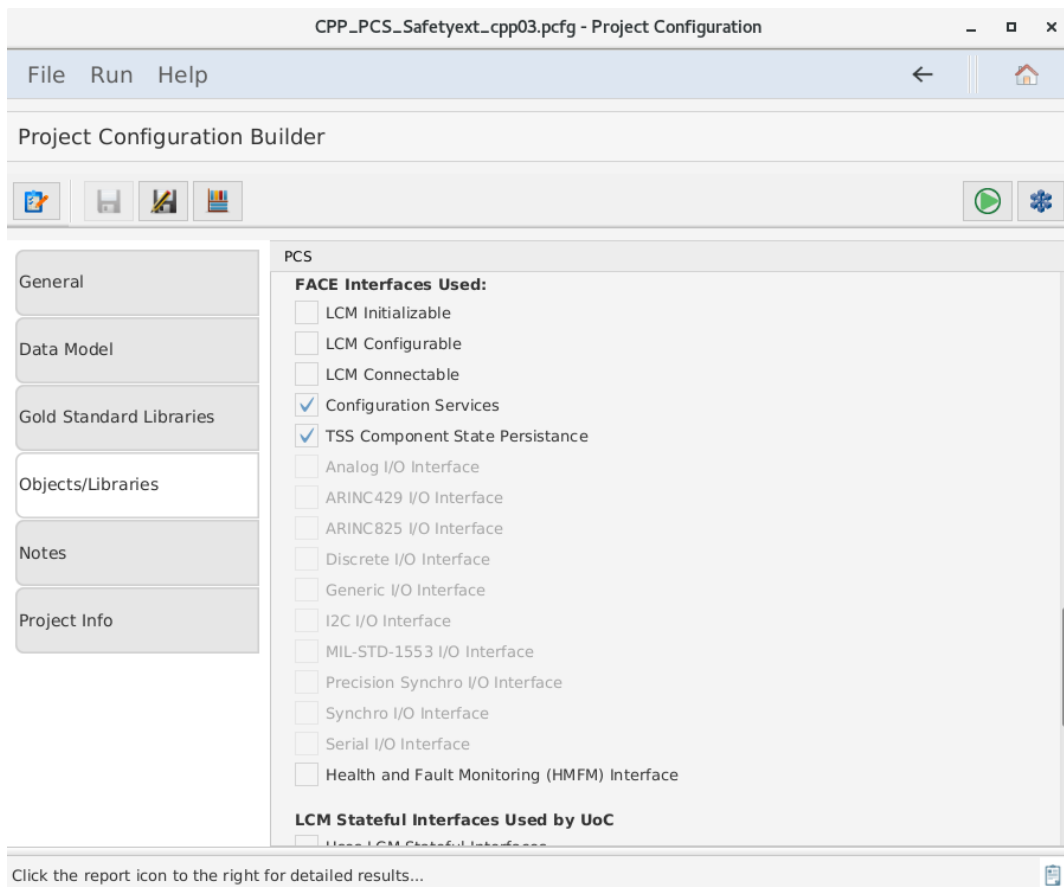 CPP_PCS_Safetyext_cpp03.pcfg - Project Configuration
File Run Help
Project Configuration Builder
General
Data Model
Gold Standard Libraries
Objects/Libraries
Notes
Project Info
PCS
FACE Interfaces Used:
LCM Initializable
LCM Configurable
LCM Connectable
Configuration Services
TSS Component State Persistance
Analog I/O Interface
ARINC429 I/O Interface
ARINC825 I/O Interface
Discrete I/O Interface
Generic I/O Interface
I2C I/O Interface
MIL-STD-1553 I/O Interface
Precision Synchro I/O Interface
Synchro I/O Interface
Serial I/O Interface
Health and Fault Monitoring (HMFM) Interface
LCM Stateful Interfaces Used by UoC
Uses LCM Stateful Interfaces
Click the report icon to the right for detailed results...